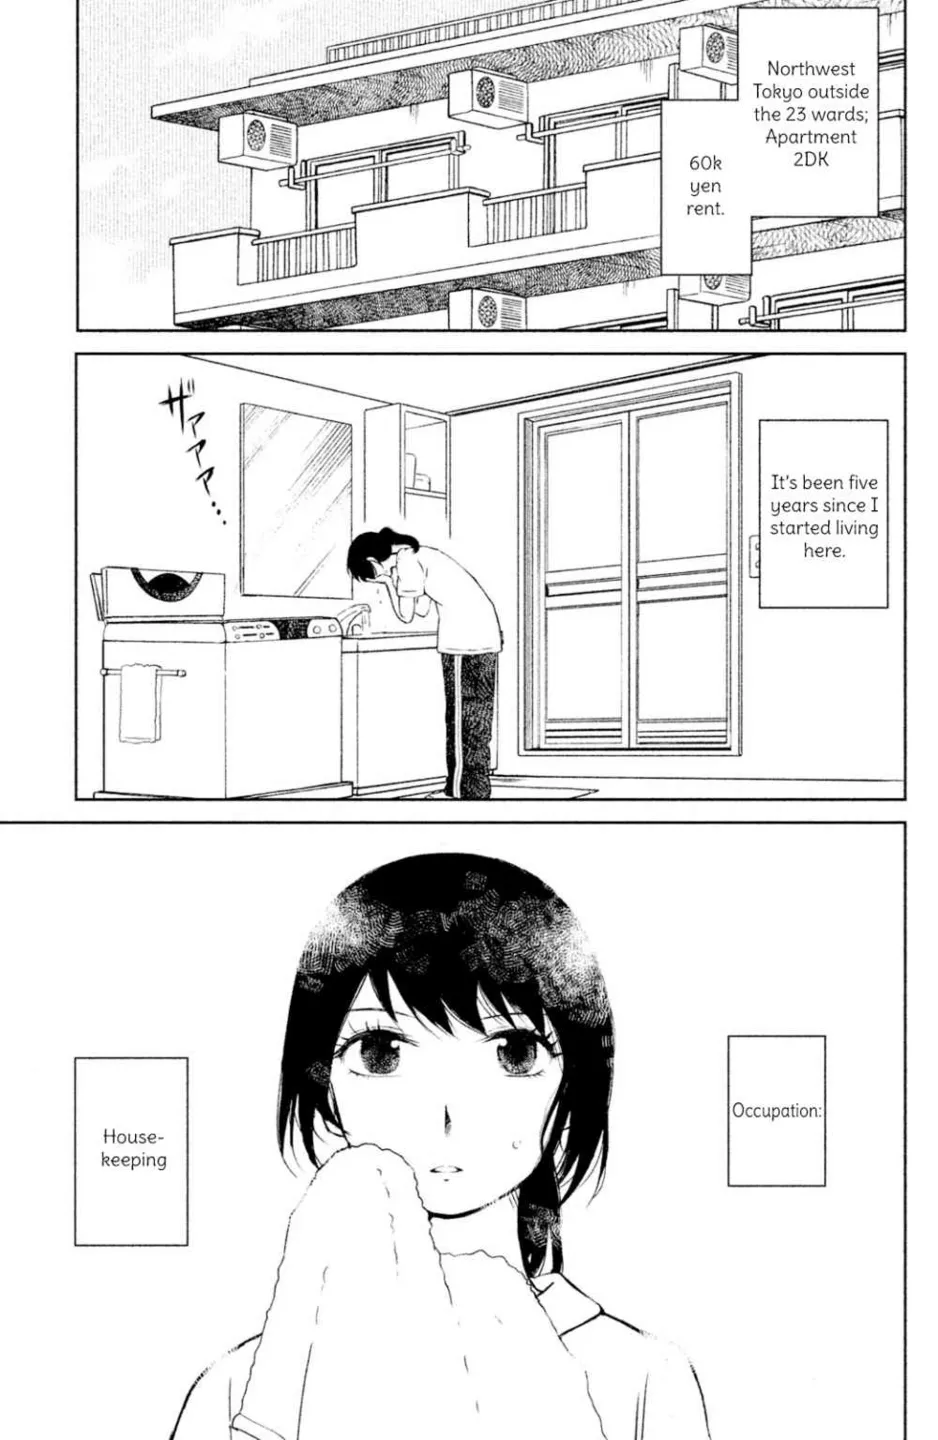 Northwest
Tokyo outside
the 23 wards;
Apartment
2DK
60k
yen
rent.
ザァァァ...
It's been five
years since I
started living
here.
Occupation:
House-
keeping